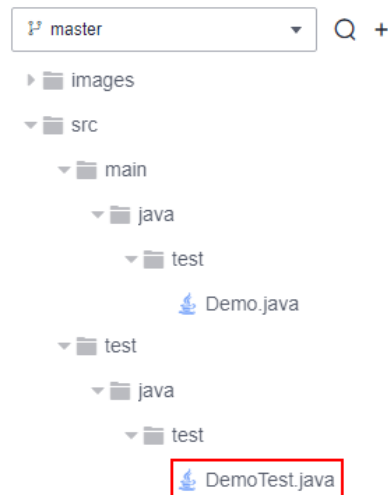 master
images
src
main
java
test
Demo.java
test
java
test
DemoTest.java